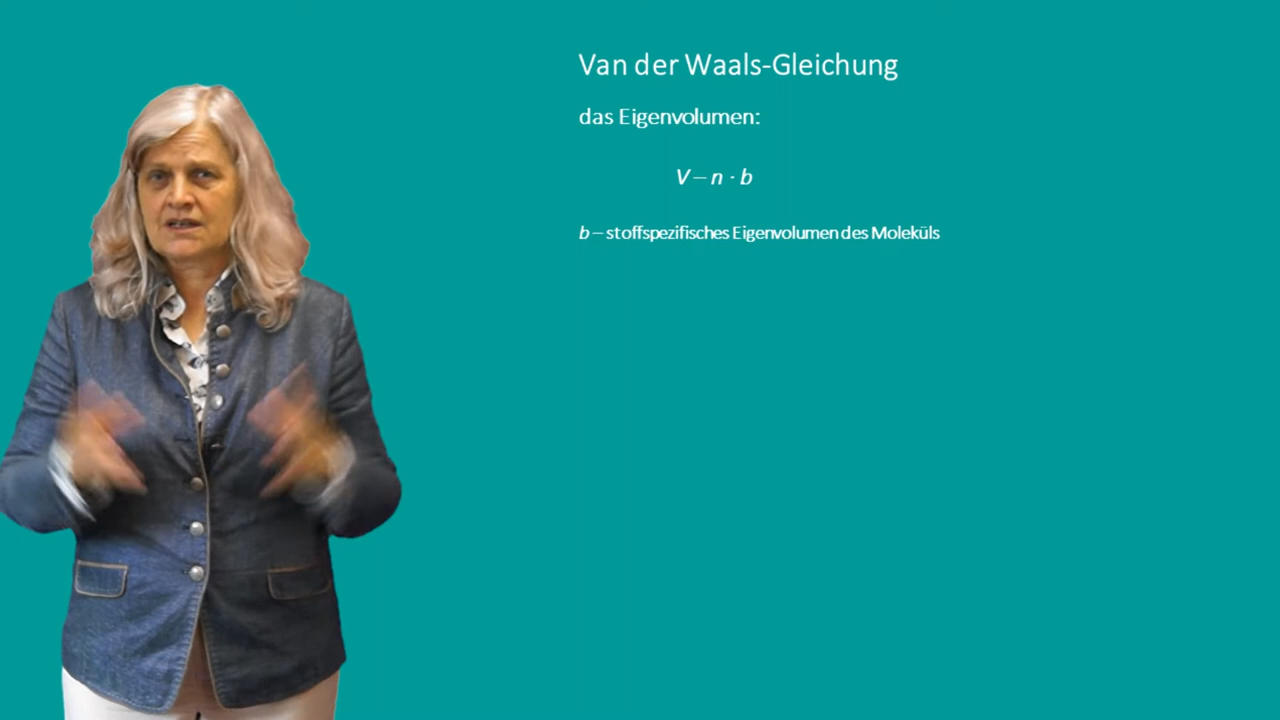 Van der Waals-Gleichung
das Eigenvolumen:
V – n · b
b – stoffspezifisches Eigenvolumen des Moleküls